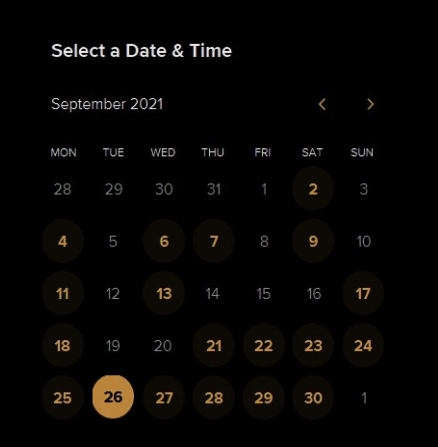 Select a Date & Time
September 2021
MON TUE WED THU FRI SAT SUN
28 29 30 31 1 2 3
4 5 6 7 8 9 10
11 12 13 14 15 16 17
18 19 20 21 22 23 24
25 26 27 28 29 30 1